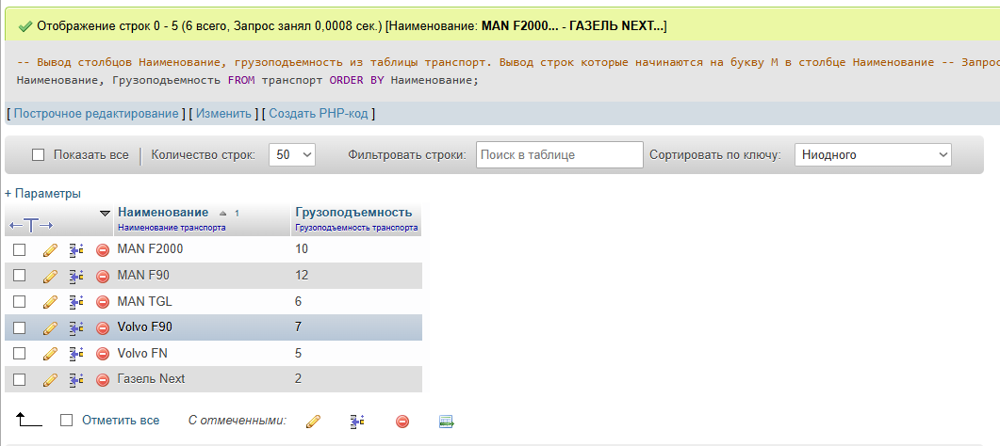 Отображение строк 0 - 5 (6 всего, Запрос занял 0,0008 сек.) [Наименование: MAN F2000... - ГАЗЕЛЬ NEXT...]
-- Вывод столбцов Наименование, грузоподъемность из таблицы транспорт. Вывод строк которые начинаются на букву М в столбце Наименование -- Запрос
Наименование, Грузоподъемность FROM транспорт ORDER BY Наименование;
[ Построчное редактирование ] [ Изменить ] [ Создать PHP-код ]
Показать все | Количество строк: 50 Фильтровать строки: Поиск в таблице Сортировать по ключу: Ниодного
+ Параметры
Наименование 1 Грузоподъемность
Наименование транспорта Грузоподъемность транспорта
MAN F2000 10
MAN F90 12
MAN TGL 6
Volvo F90 7
Volvo FN 5
Газель Next 2
Отметить все С отмеченными: